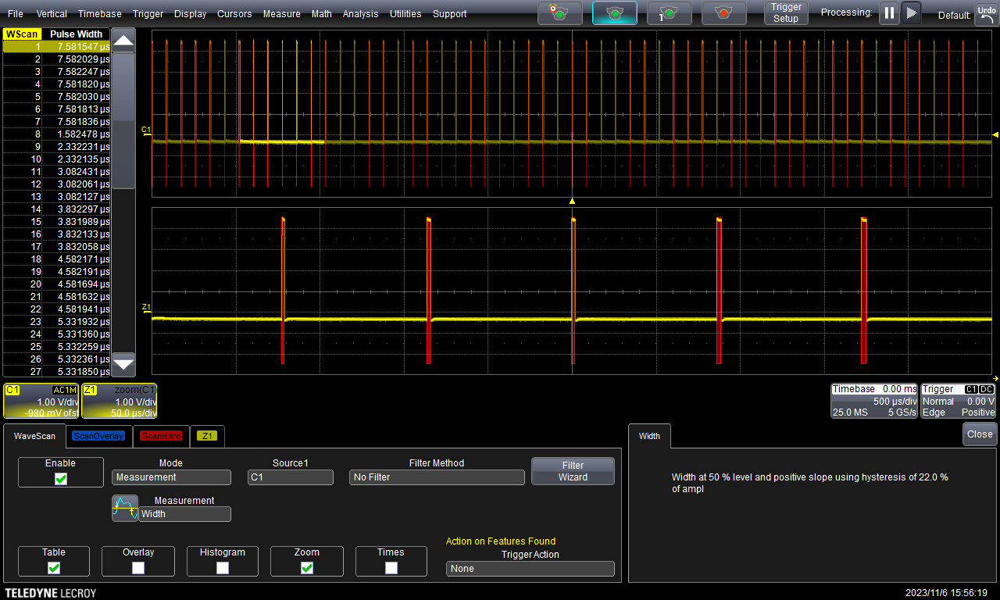 File Vertical Timebase Trigger Display Cursors Measure Math Analysis Utilities Support
1
Trigger
Setup
Processing:
Default:
Undo
WScan Pulse Width
1 7.581547 µs
2 7.582029 µs
3 7.582247 µs
4 7.581820 µs
5 7.582030 µs
6 7.581813 µs
7 7.581836 µs
8 1.582478 µs
9 2.332231 µs
10 2.332135 µs
11 3.082431 µs
12 3.082061 µs
13 3.082127 µs
14 3.832297 µs
15 3.831989 µs
16 3.832133 µs
17 3.832058 µs
18 4.582171 µs
19 4.582191 µs
20 4.581694 µs
21 4.581632 µs
22 4.581941 µs
23 5.331932 µs
24 5.331360 µs
25 5.332259 µs
26 5.332361 µs
27 5.331850 µs
C1
Z1
C1 AC1M
1.00 V/div
-980 mV ofst
Z1 zoom(C1)
1.00 V/div
50.0 µs/div
Timebase 0.00 ms
500 µs/div
25.0 MS 5 GS/s
Trigger C1 DC
Normal 0.00 V
Edge Positive
WaveScan ScanOverlay ScanHisto Z1
Enable
Mode
Measurement
Source1
C1
Filter Method
No Filter
Filter
Wizard
Measurement
Width
Table Overlay Histogram Zoom Times
Action on Features Found
TriggerAction
None
Width
Close
Width at 50 % level and positive slope using hysteresis of 22.0 %
of ampl
TELEDYNE LECROY
2023/11/6 15:56:19